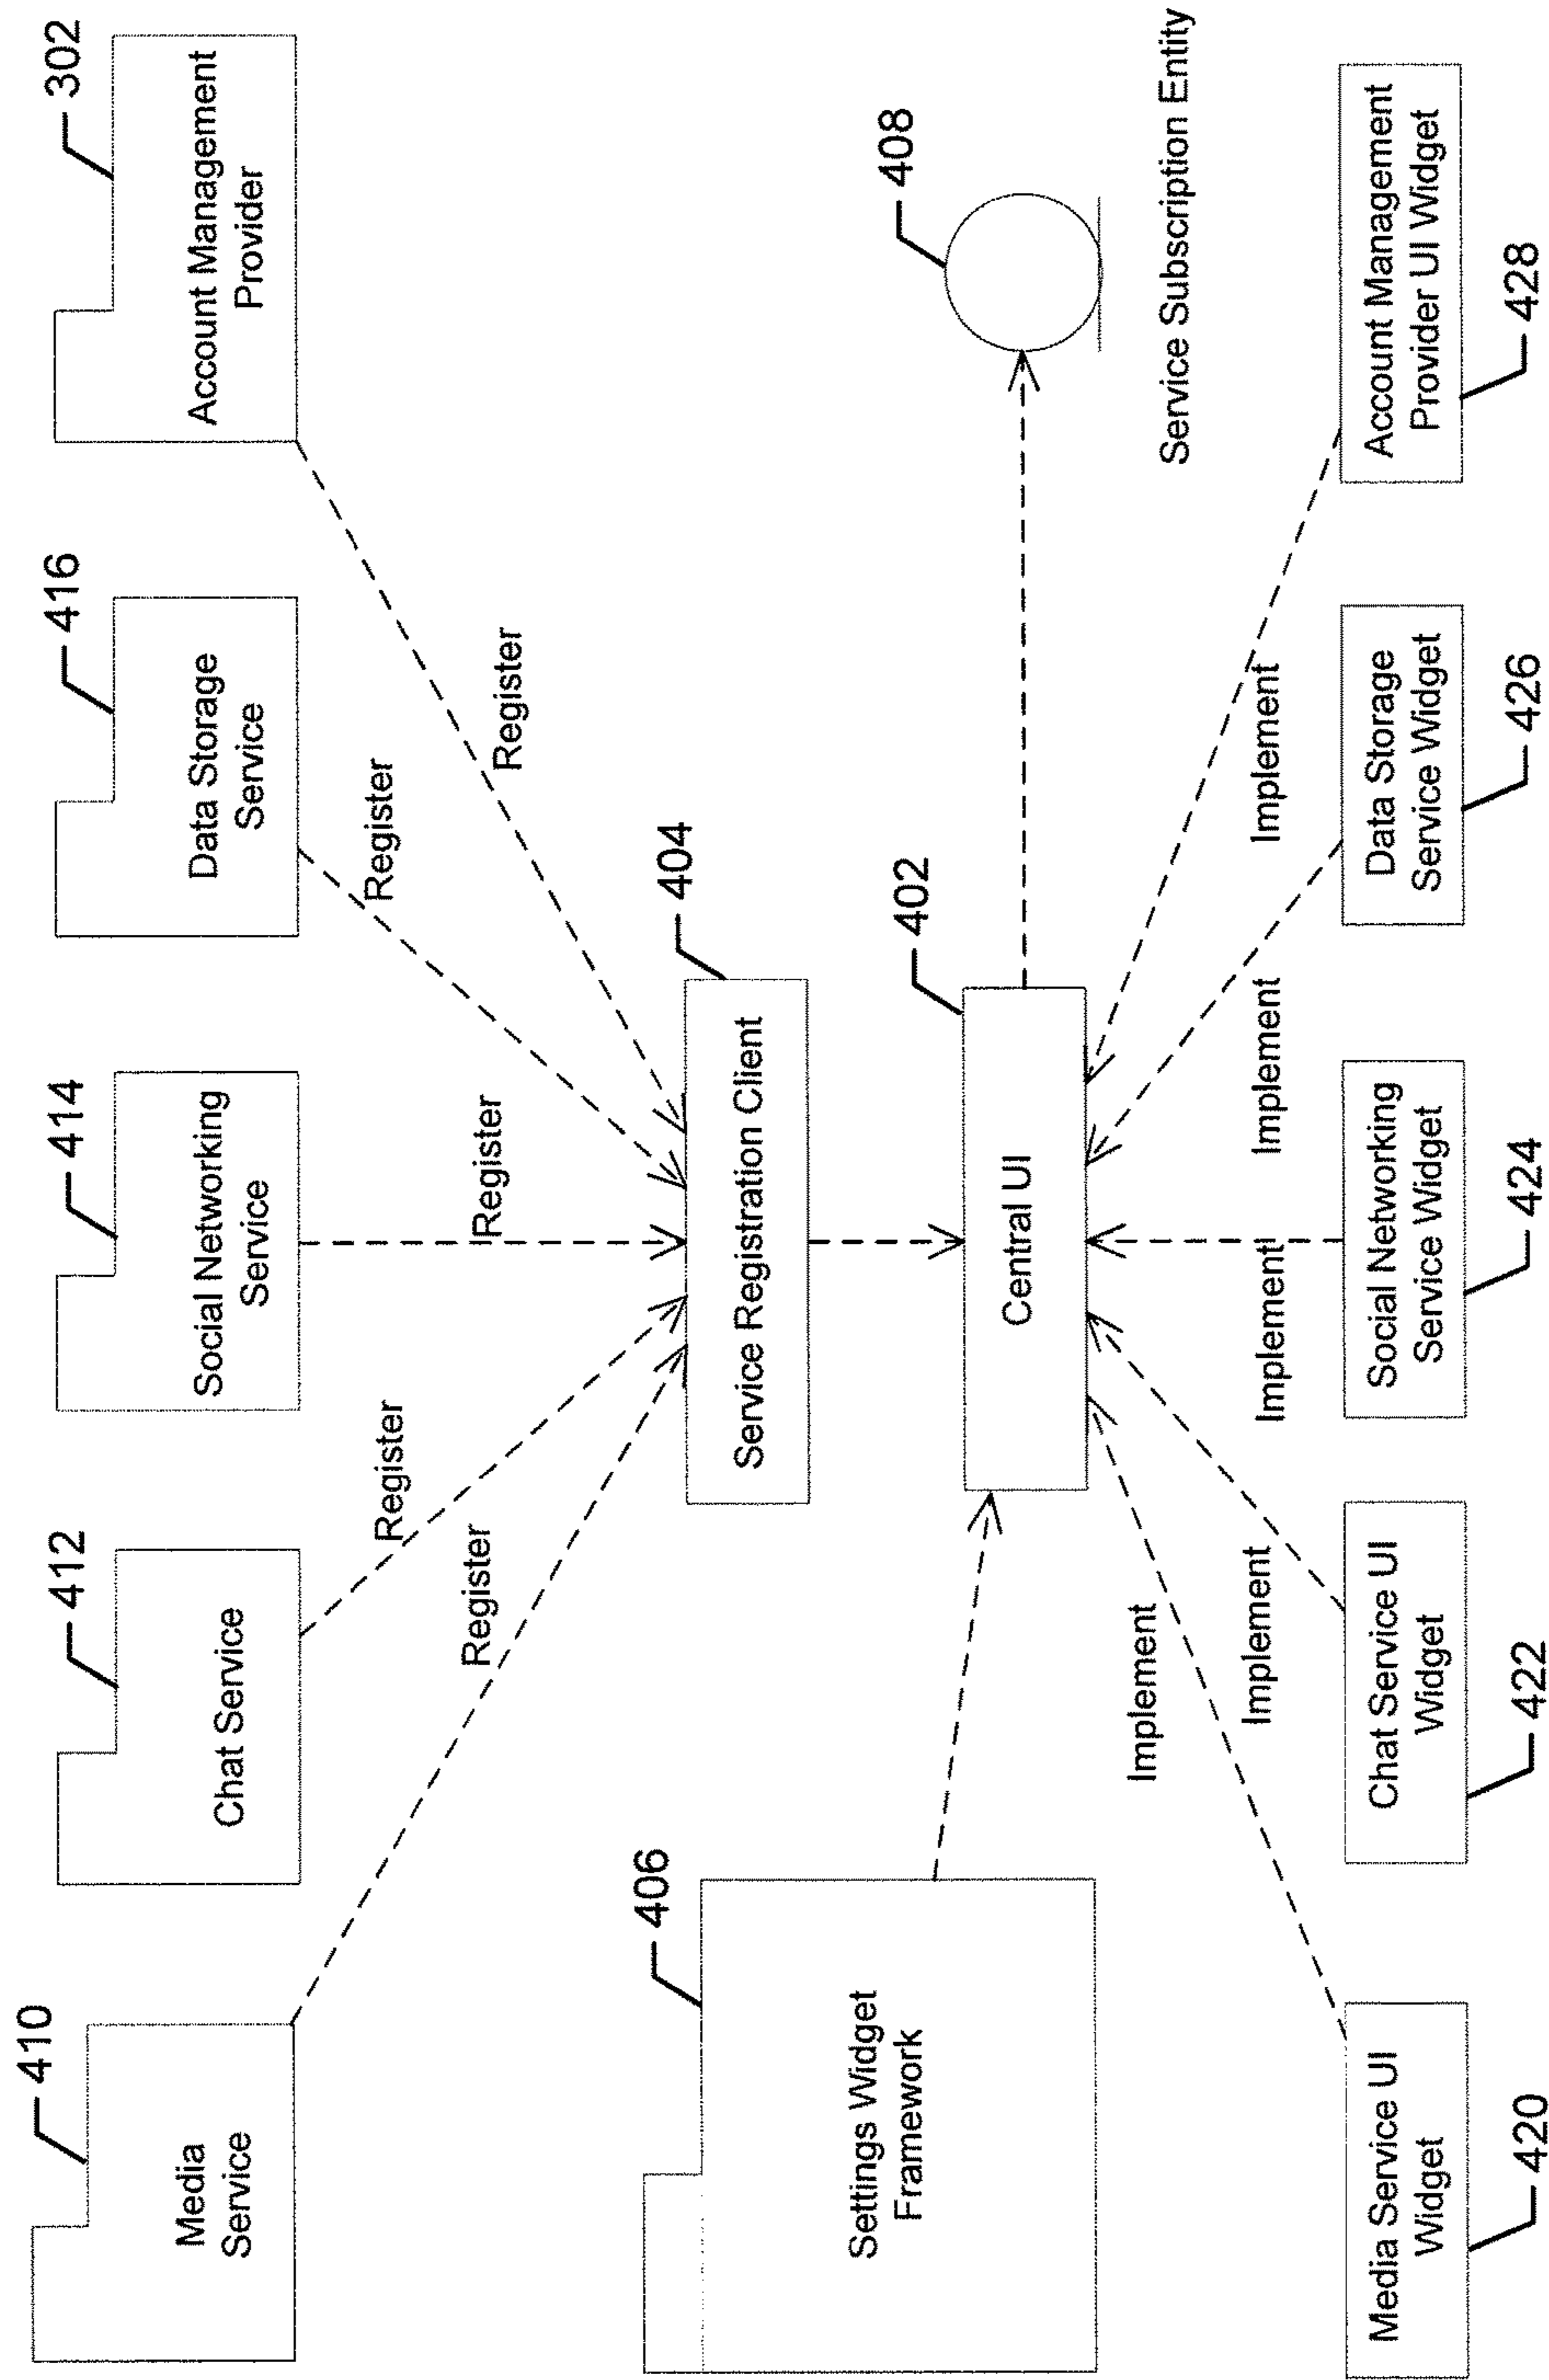 410
Media
Service
412
Chat Service
414
Social Networking
Service
416
Data Storage
Service
302
Account Management
Provider
Register
Register
Register
Register
Register
406
Settings Widget
Framework
404
Service Registration Client
402
Central UI
408
Service Subscription Entity
Implement
Implement
Implement
Implement
Implement
Media Service UI
Widget
420
Chat Service UI
Widget
422
Social Networking
Service Widget
424
Data Storage
Service Widget
426
Account Management
Provider UI Widget
428